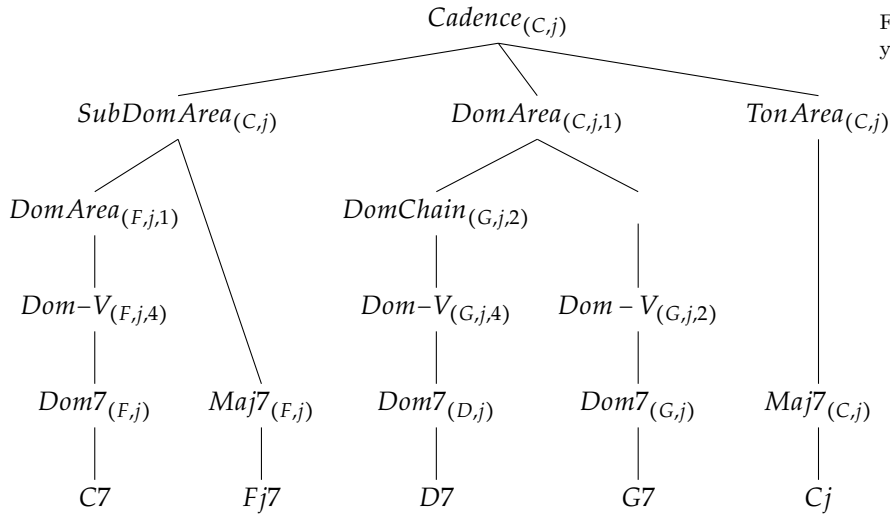 Cadence(C,j)
F
y
SubDomArea(C,j) DomArea(C,j,1) TonArea(C,j)
DomArea(F,j,1) DomChain(G,j,2)
Dom–V(F,j,4) Dom–V(G,j,4) Dom – V(G,j,2)
Dom7(F,j) Maj7(F,j) Dom7(D,j) Dom7(G,j) Maj7(C,j)
C7 Fj7 D7 G7 Cj